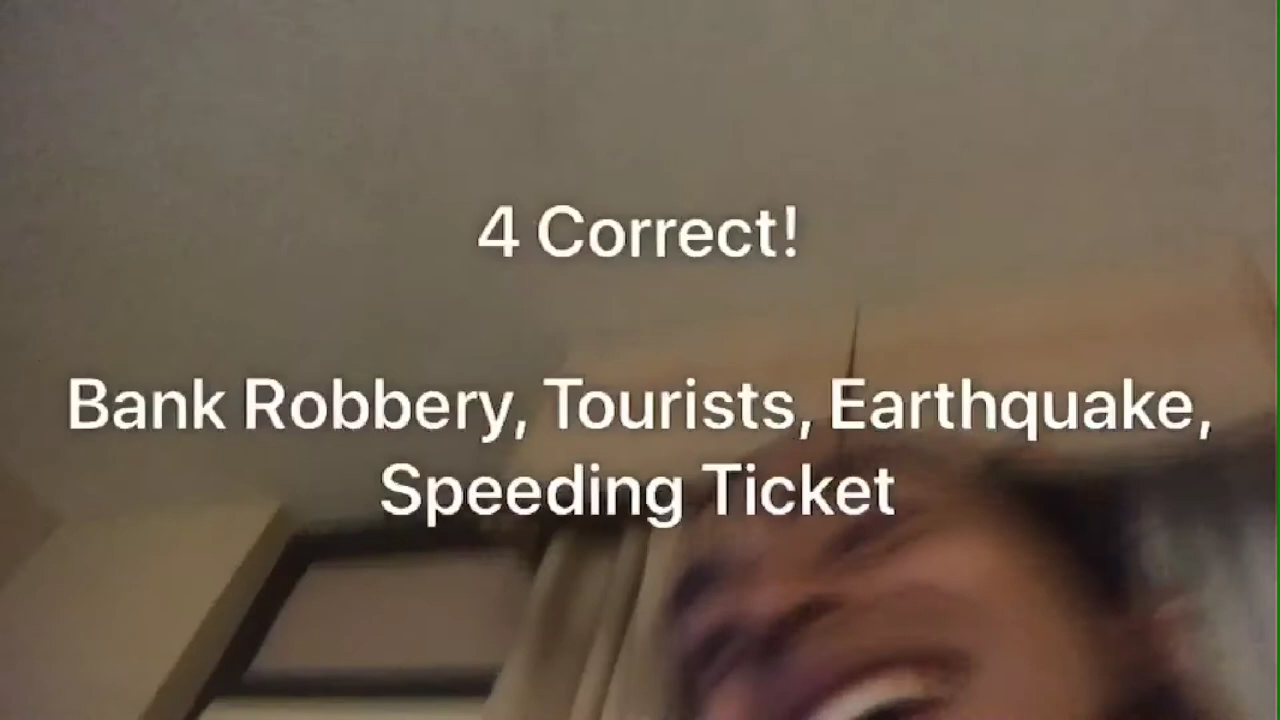 4 Correct!
Bank Robbery, Tourists, Earthquake,
Speeding Ticket